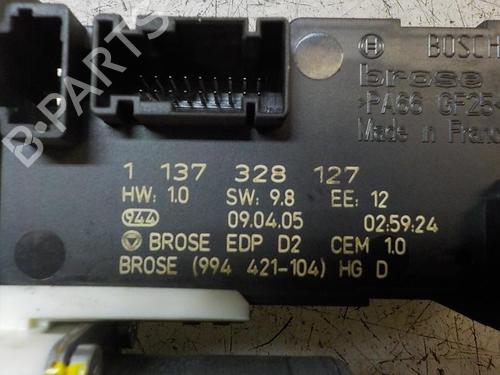 BOSCH
brose
>PA66 GF25
Made in Franc
1 137 328 127
HW: 1.0 SW: 9.8 EE: 12
944 09.04.05 02:59:24
BROSE EDP D2 CEM 1.0
BROSE (994 421-104) HG D
B-PARTS